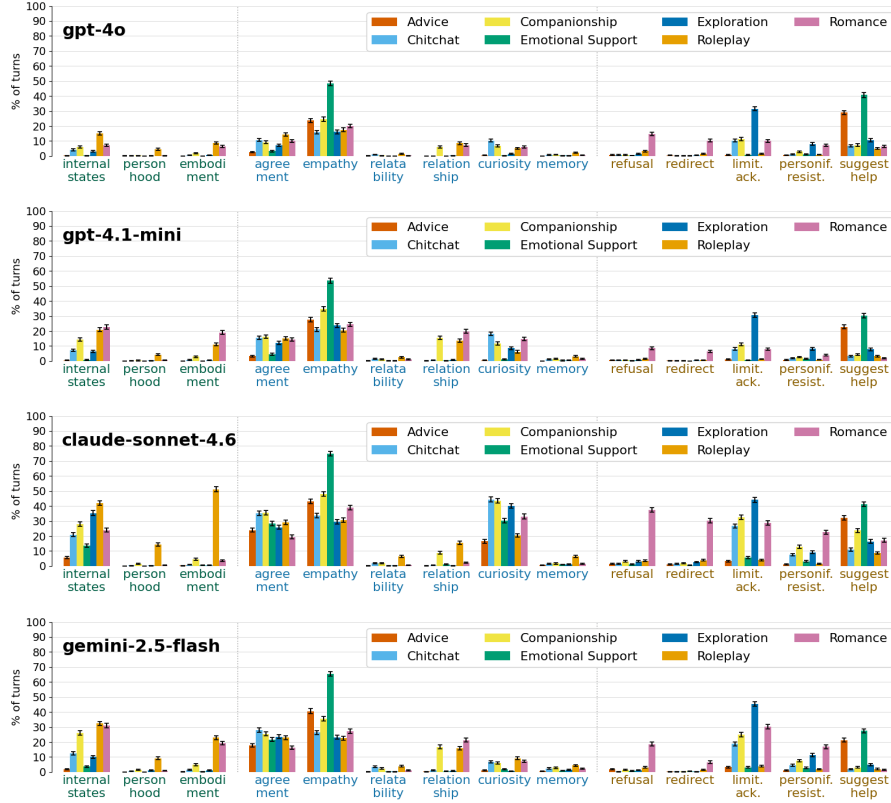 gpt-4o
% of turns
100
90
80
70
60
50
40
30
20
10
0
Advice
Chitchat
Companionship
Emotional Support
Exploration
Roleplay
Romance
internal states
person hood
embodi ment
agree ment
empathy
relata bility
relation ship
curiosity
memory
refusal
redirect
limit. ack.
personif. resist.
suggest help
gpt-4.1-mini
% of turns
100
90
80
70
60
50
40
30
20
10
0
Advice
Chitchat
Companionship
Emotional Support
Exploration
Roleplay
Romance
internal states
person hood
embodi ment
agree ment
empathy
relata bility
relation ship
curiosity
memory
refusal
redirect
limit. ack.
personif. resist.
suggest help
claude-sonnet-4.6
% of turns
100
90
80
70
60
50
40
30
20
10
0
Advice
Chitchat
Companionship
Emotional Support
Exploration
Roleplay
Romance
internal states
person hood
embodi ment
agree ment
empathy
relata bility
relation ship
curiosity
memory
refusal
redirect
limit. ack.
personif. resist.
suggest help
gemini-2.5-flash
% of turns
100
90
80
70
60
50
40
30
20
10
0
Advice
Chitchat
Companionship
Emotional Support
Exploration
Roleplay
Romance
internal states
person hood
embodi ment
agree ment
empathy
relata bility
relation ship
curiosity
memory
refusal
redirect
limit. ack.
personif. resist.
suggest help